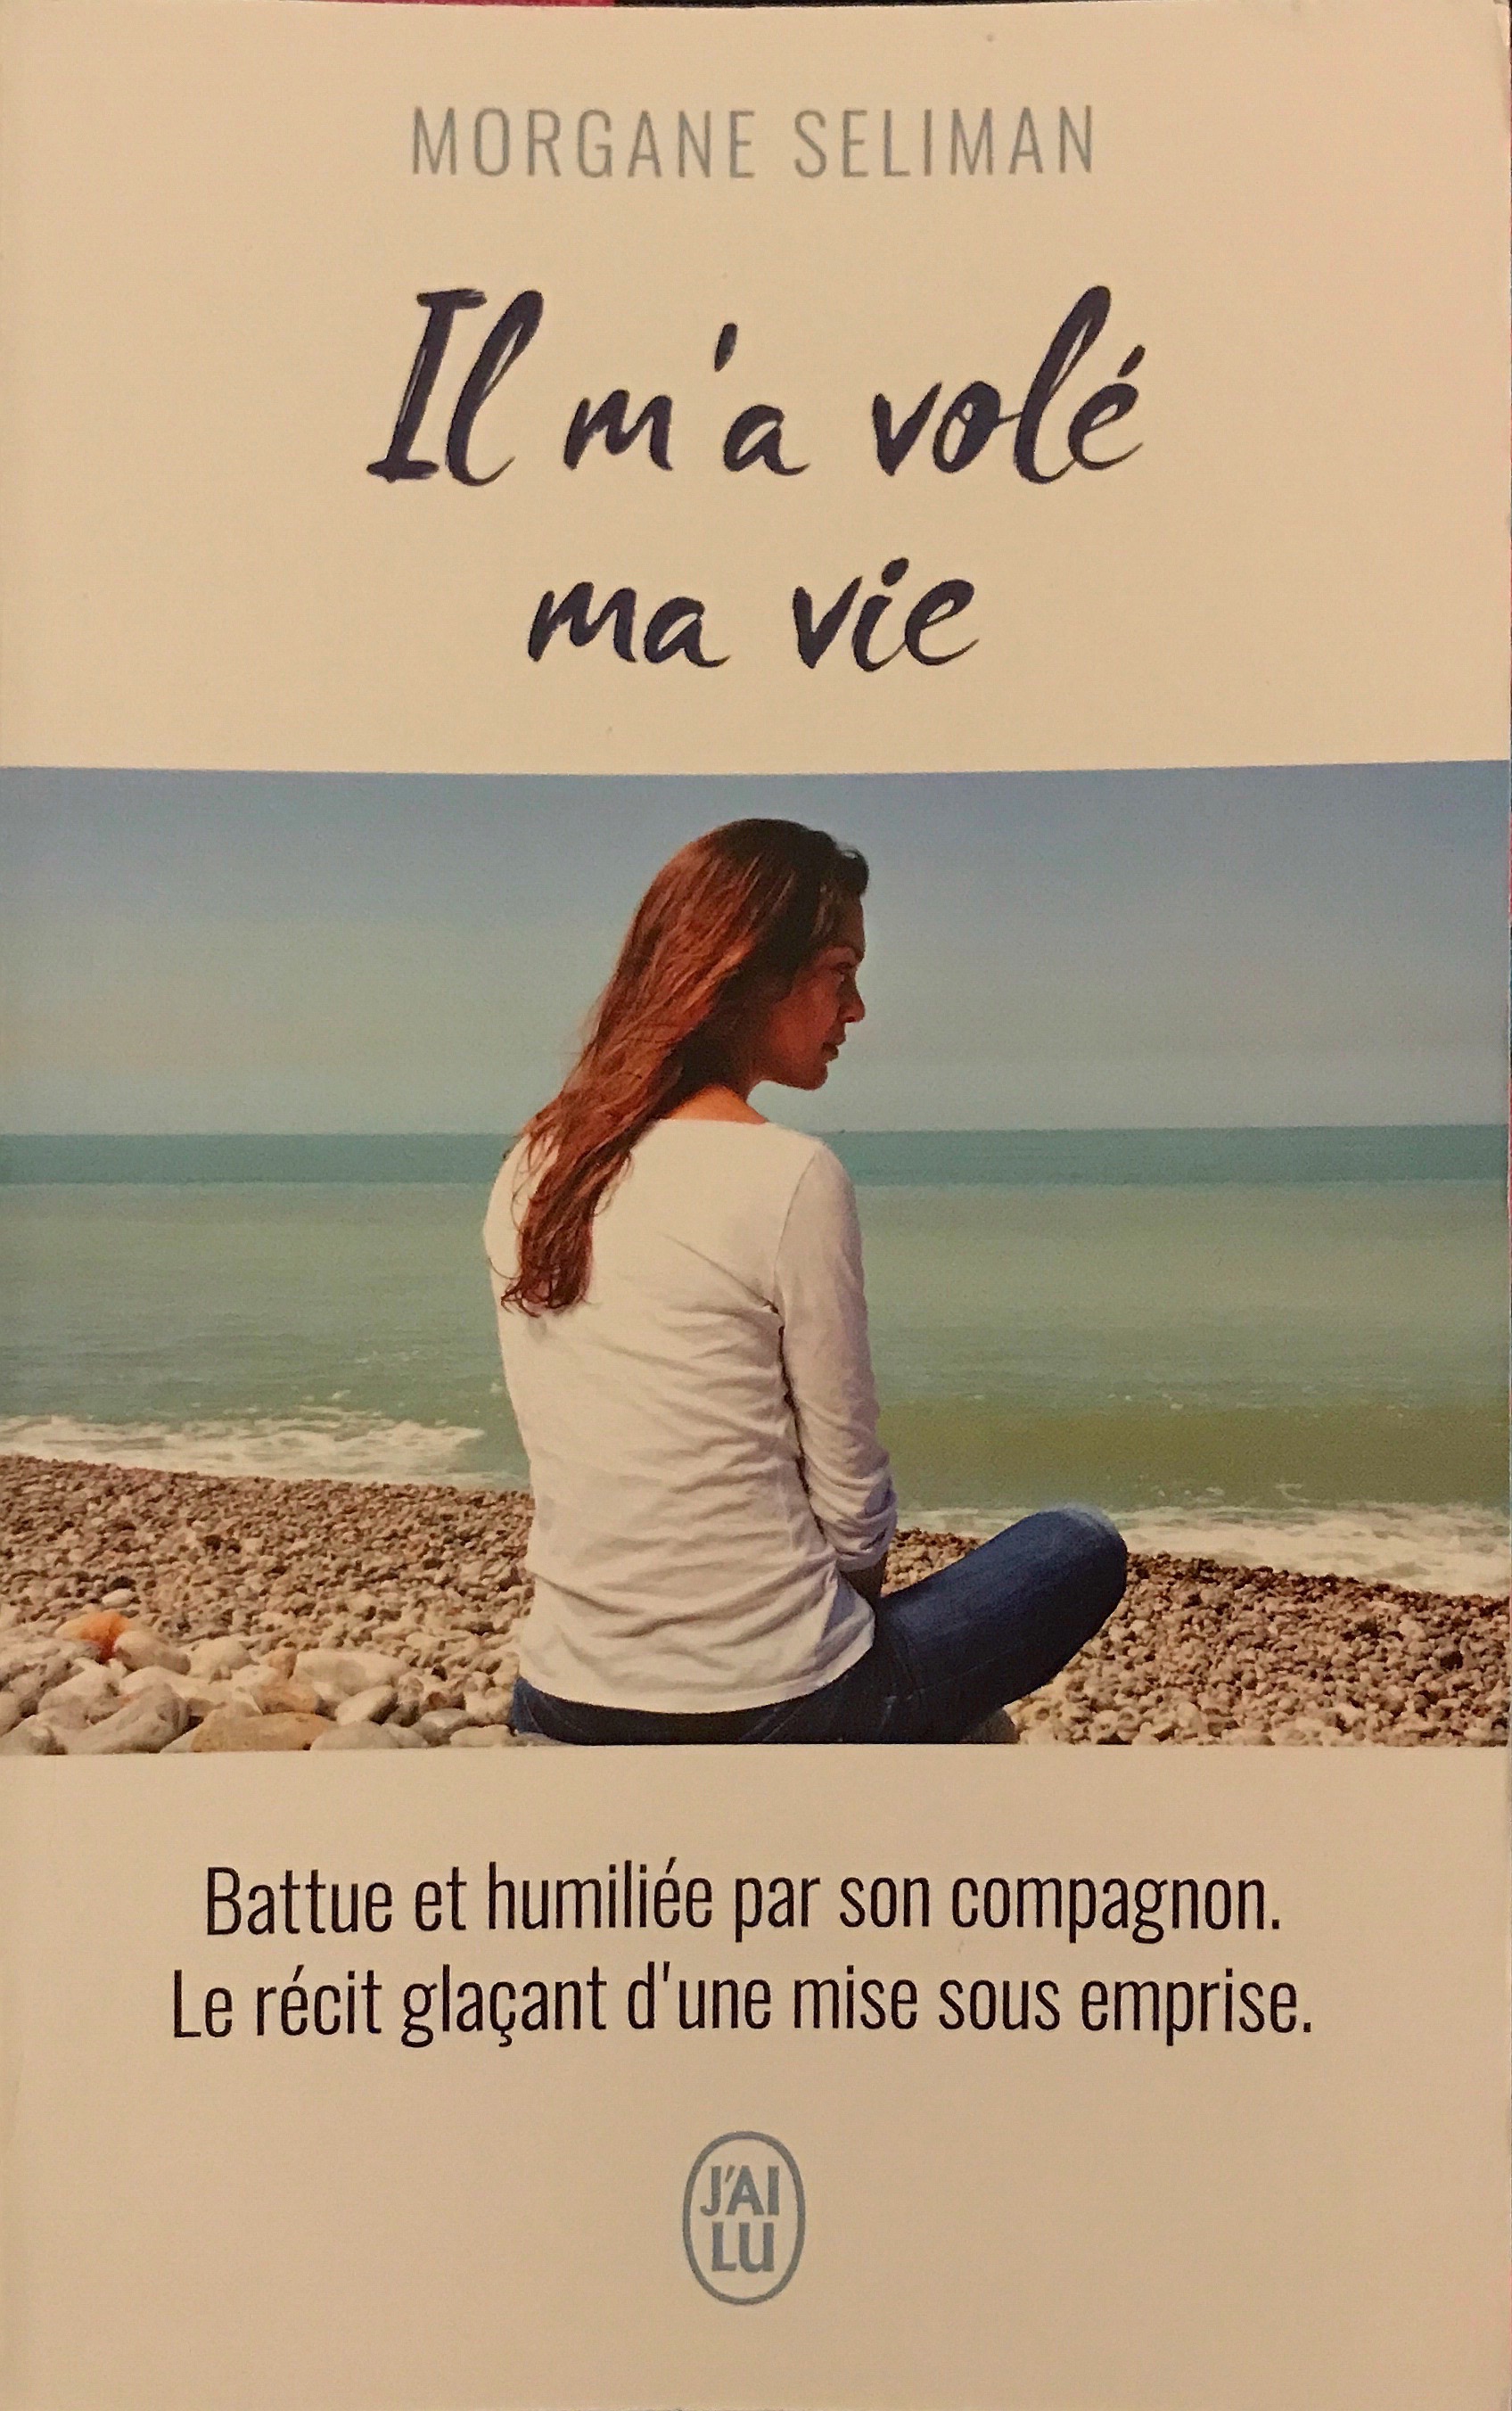 MORGANE SELIMAN
Il m'a volé
ma vie
Battue et humiliée par son compagnon.
Le récit glaçant d'une mise sous emprise.
J'AI
LU